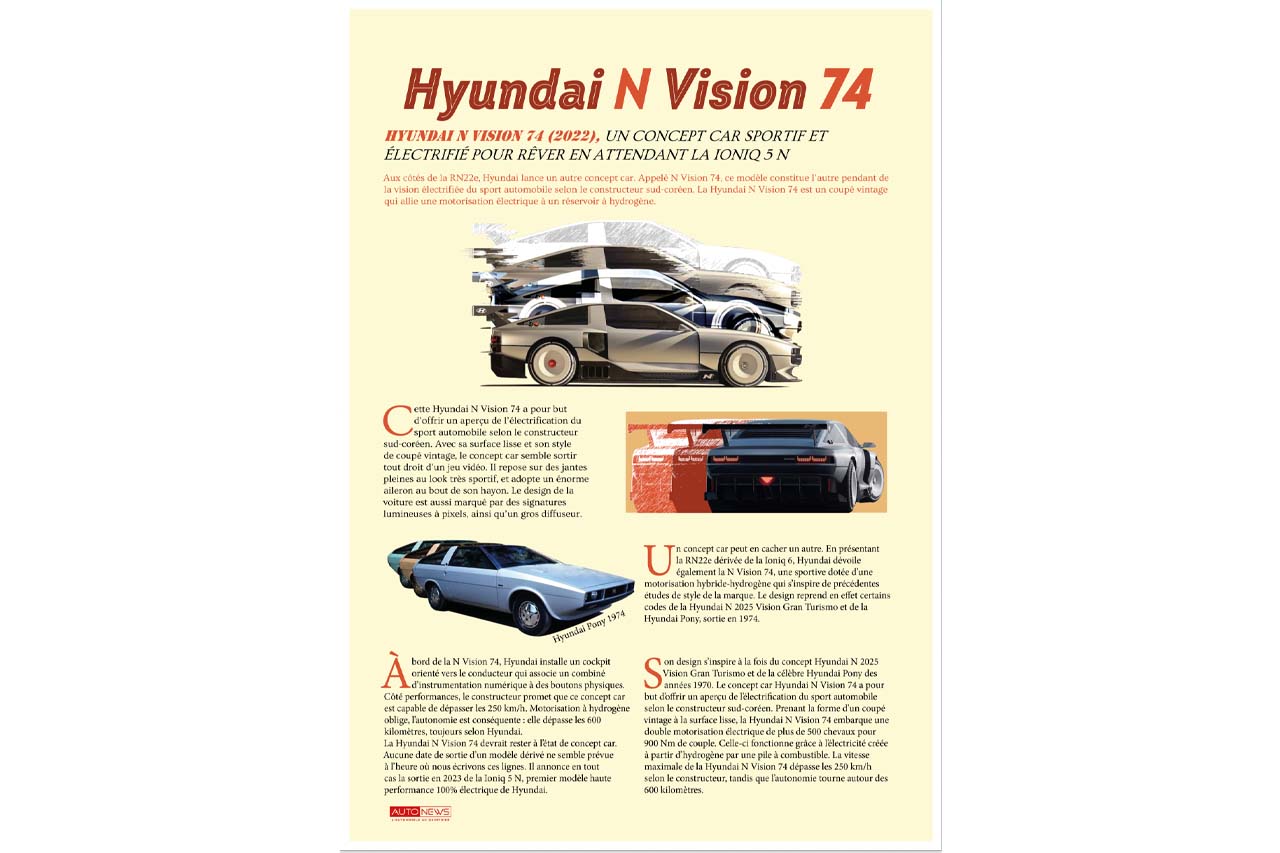 Hyundai N Vision 74
HYUNDAI N VISION 74 (2022), UN CONCEPT CAR SPORTIF ET
ÉLECTRIFIÉ POUR RÊVER EN ATTENDANT LA IONIQ 5 N
Aux côtés de la RN22e, Hyundai lance un autre concept car. Appelé N Vision 74, ce modèle constitue l'autre pendant de
la vision électrifiée du sport automobile selon le constructeur sud-coréen. La Hyundai N Vision 74 est un coupé vintage
qui allie une motorisation électrique à un réservoir à hydrogène.
Cette Hyundai N Vision 74 a pour but
d'offrir un aperçu de l'électrification du
sport automobile selon le constructeur
sud-coréen. Avec sa surface lisse et son style
de coupé vintage, le concept car semble sortir
tout droit d'un jeu vidéo. Il repose sur des jantes
pleines au look très sportif, et adopte un énorme
aileron au bout de son hayon. Le design de la
voiture est aussi marqué par des signatures
lumineuses à pixels, ainsi qu'un gros diffuseur.
Hyundai Pony 1974
Un concept car peut en cacher un autre. En présentant
la RN22e dérivée de la Ioniq 6, Hyundai dévoile
également la N Vision 74, une sportive dotée d'une
motorisation hybride-hydrogène qui s'inspire de précédentes
études de style de la marque. Le design reprend en effet certains
codes de la Hyundai N 2025 Vision Gran Turismo et de la
Hyundai Pony, sortie en 1974.
À bord de la N Vision 74, Hyundai installe un cockpit
orienté vers le conducteur qui associe un combiné
d'instrumentation numérique à des boutons physiques.
Côté performances, le constructeur promet que ce concept car
est capable de dépasser les 250 km/h. Motorisation à hydrogène
oblige, l'autonomie est conséquente : elle dépasse les 600
kilomètres, toujours selon Hyundai.
La Hyundai N Vision 74 devrait rester à l'état de concept car.
Aucune date de sortie d'un modèle dérivé ne semble prévue
à l'heure où nous écrivons ces lignes. Il annonce en tout
cas la sortie en 2023 de la Ioniq 5 N, premier modèle haute
performance 100% électrique de Hyundai.
Son design s'inspire à la fois du concept Hyundai N 2025
Vision Gran Turismo et de la célèbre Hyundai Pony des
années 1970. Le concept car Hyundai N Vision 74 a pour
but d'offrir un aperçu de l'électrification du sport automobile
selon le constructeur sud-coréen. Prenant la forme d'un coupé
vintage à la surface lisse, la Hyundai N Vision 74 embarque une
double motorisation électrique de plus de 500 chevaux pour
900 Nm de couple. Celle-ci fonctionne grâce à l'électricité créée
à partir d'hydrogène par une pile à combustible. La vitesse
maximale de la Hyundai N Vision 74 dépasse les 250 km/h
selon le constructeur, tandis que l'autonomie tourne autour des
600 kilomètres.
AUTO NEWS